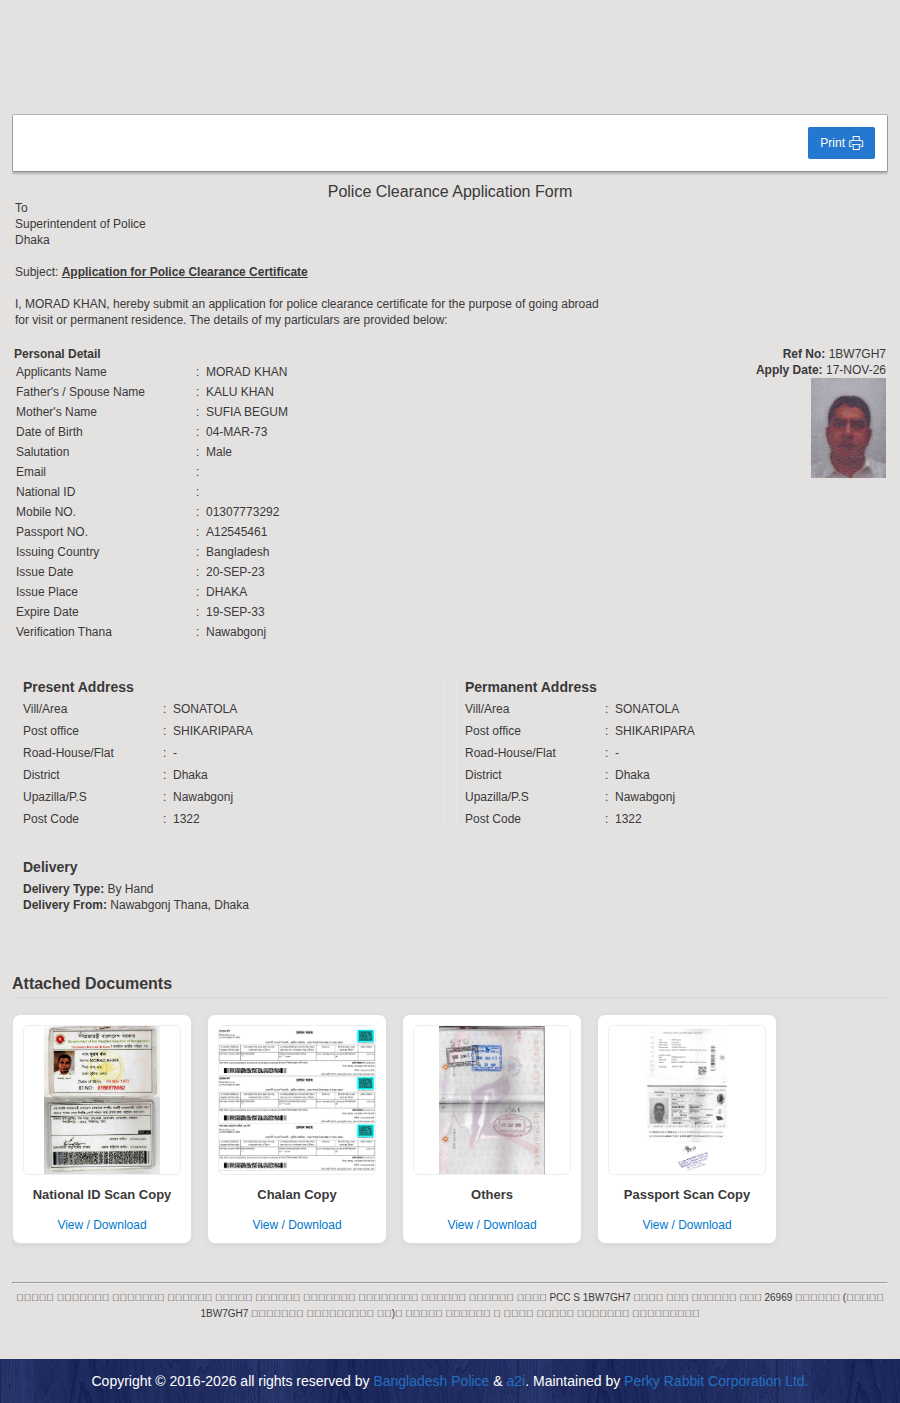 Print
Police Clearance Application Form
To
Superintendent of Police
Dhaka
Subject: Application for Police Clearance Certificate
I, MORAD KHAN, hereby submit an application for police clearance certificate for the purpose of going abroad
for visit or permanent residence. The details of my particulars are provided below:
Personal Detail
Ref No: 1BW7GH7
Apply Date: 17-NOV-26
Applicants Name : MORAD KHAN
Father's / Spouse Name : KALU KHAN
Mother's Name : SUFIA BEGUM
Date of Birth : 04-MAR-73
Salutation : Male
Email :
National ID :
Mobile NO. : 01307773292
Passport NO. : A12545461
Issuing Country : Bangladesh
Issue Date : 20-SEP-23
Issue Place : DHAKA
Expire Date : 19-SEP-33
Verification Thana : Nawabgonj
Present Address
Vill/Area : SONATOLA
Post office : SHIKARIPARA
Road-House/Flat : -
District : Dhaka
Upazilla/P.S : Nawabgonj
Post Code : 1322
Permanent Address
Vill/Area : SONATOLA
Post office : SHIKARIPARA
Road-House/Flat : -
District : Dhaka
Upazilla/P.S : Nawabgonj
Post Code : 1322
Delivery
Delivery Type: By Hand
Delivery From: Nawabgonj Thana, Dhaka
Attached Documents
National ID Scan Copy
View / Download
Chalan Copy
View / Download
Others
View / Download
Passport Scan Copy
View / Download
PCC S 1BW7GH7 26969 (
1BW7GH7 )
Copyright © 2016-2026 all rights reserved by Bangladesh Police & a2i. Maintained by Perky Rabbit Corporation Ltd.